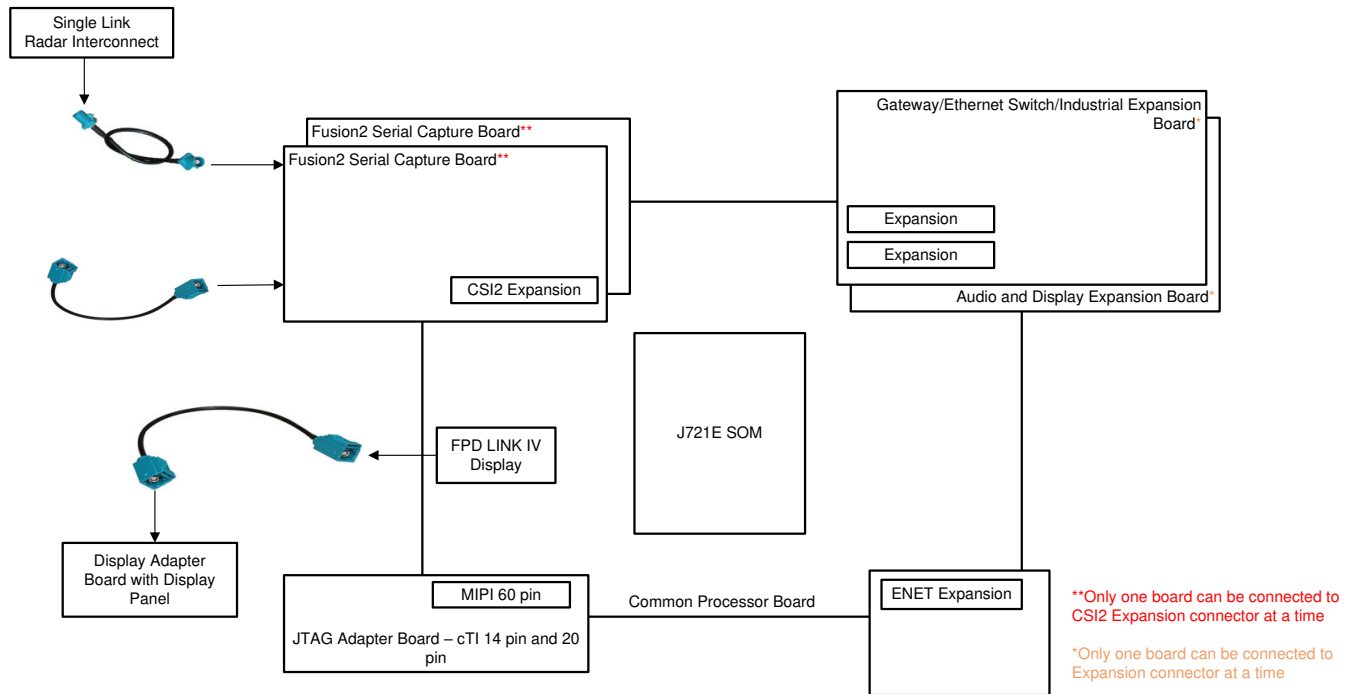 Single Link
Radar Interconnect
Fusion2 Serial Capture Board**
Fusion2 Serial Capture Board**
CSI2 Expansion
Gateway/Ethernet Switch/Industrial Expansion
Board*
Expansion
Expansion
Audio and Display Expansion Board*
J721E SOM
FPD LINK IV
Display
Display Adapter
Board with Display
Panel
MIPI 60 pin
JTAG Adapter Board – cTI 14 pin and 20
pin
Common Processor Board
ENET Expansion
**Only one board can be connected to
CSI2 Expansion connector at a time
*Only one board can be connected to
Expansion connector at a time